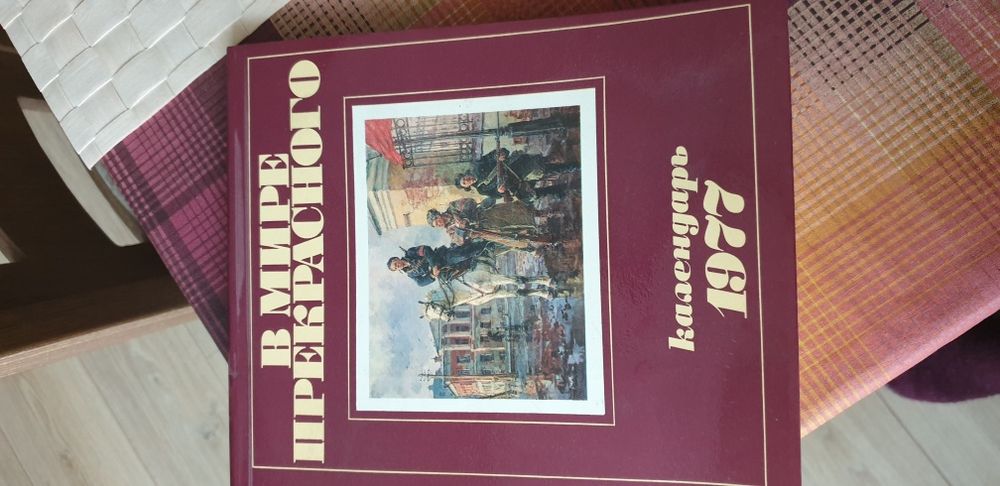 В МИРЕ
ПРЕКРАСНОГО
календарь
1977